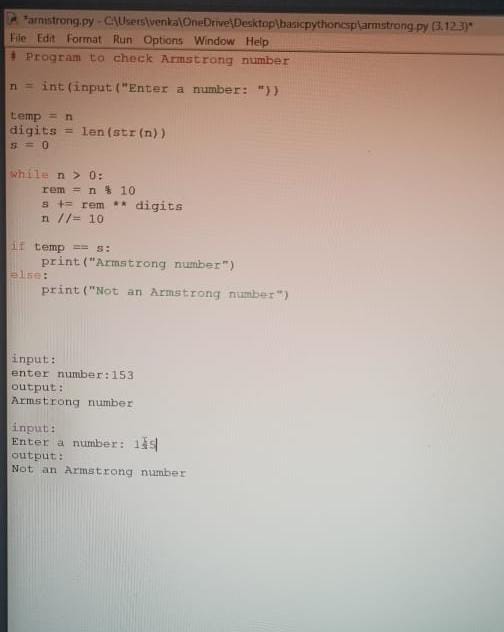 *armstrong.py - C:\Users\venka\OneDrive\Desktop\basicpythoncsp\armstrong.py (3.12.3)*
File Edit Format Run Options Window Help
# Program to check Armstrong number
n = int(input("Enter a number: "))
temp = n
digits = len(str(n))
s = 0
while n > 0:
rem = n % 10
s += rem ** digits
n //= 10
if temp == s:
print("Armstrong number")
else:
print("Not an Armstrong number")
input:
enter number:153
output:
Armstrong number
input:
Enter a number:
output:
Not an Armstrong number